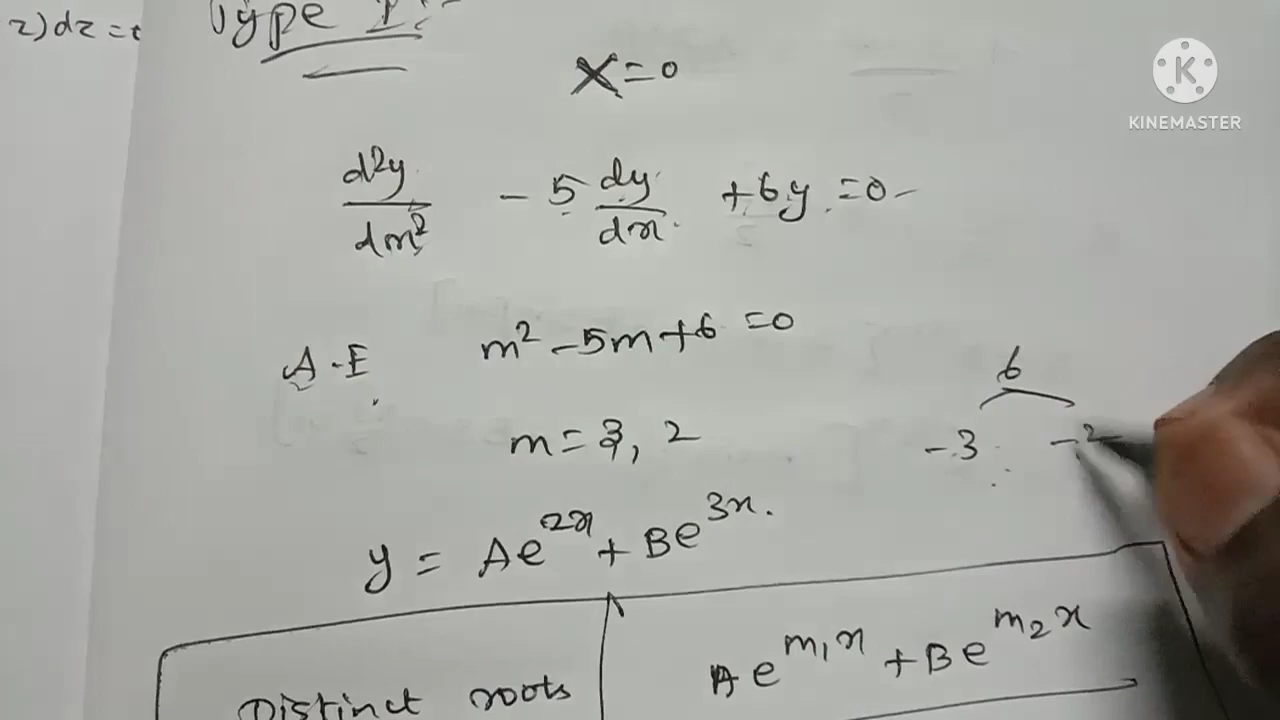 z)dz =
Type I:
X=0
d²y/dx² - 5 dy/dx + 6y = 0
A.E m² - 5m + 6 = 0
6
m = 3, 2 -3 -2
y = Ae^2x + Be^3x.
Distinct roots Ae^m₁x + Be^m₂x
KINEMASTER